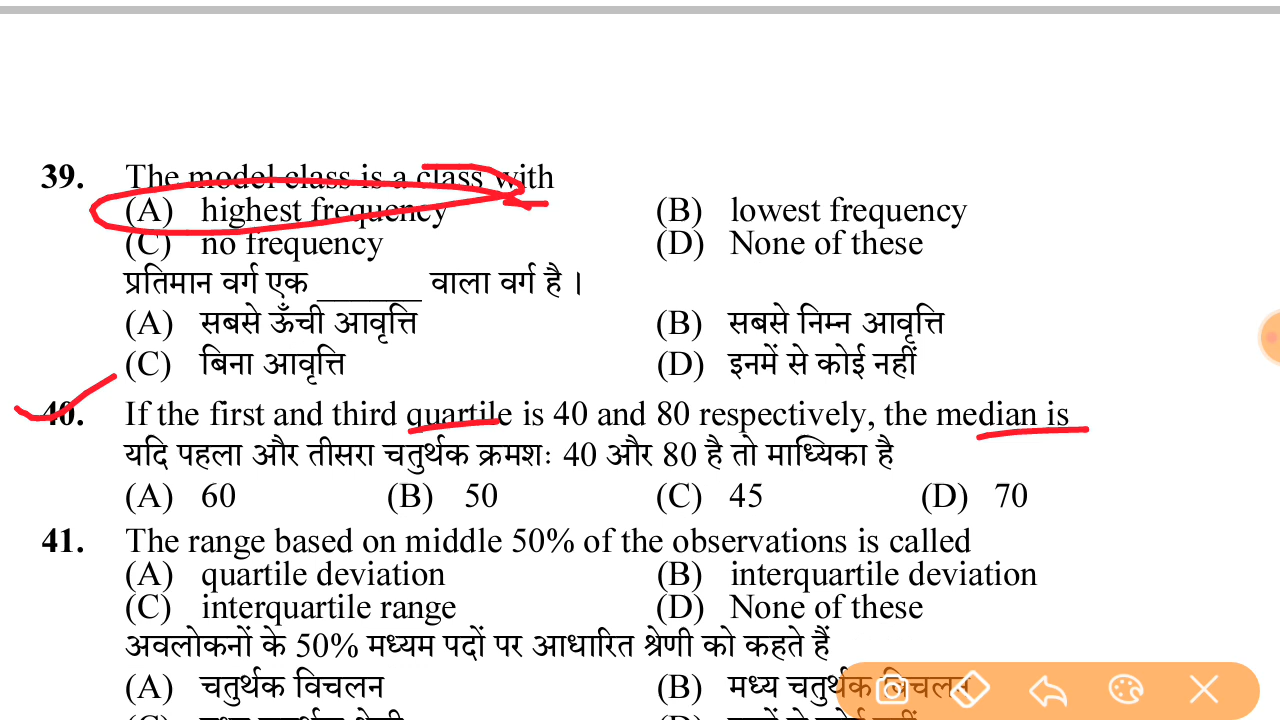 39. The model class is a class with
(A) highest frequency (B) lowest frequency
(C) no frequency (D) None of these
प्रतिमान वर्ग एक ______ वाला वर्ग है ।
(A) सबसे ऊँची आवृत्ति (B) सबसे निम्न आवृत्ति
(C) बिना आवृत्ति (D) इनमें से कोई नहीं
40. If the first and third quartile is 40 and 80 respectively, the median is
यदि पहला और तीसरा चतुर्थक क्रमशः 40 और 80 है तो माध्यिका है
(A) 60 (B) 50 (C) 45 (D) 70
41. The range based on middle 50% of the observations is called
(A) quartile deviation (B) interquartile deviation
(C) interquartile range (D) None of these
अवलोकनों के 50% मध्यम पदों पर आधारित श्रेणी को कहते हैं
(A) चतुर्थक विचलन (B) मध्य चतुर्थक विचलन